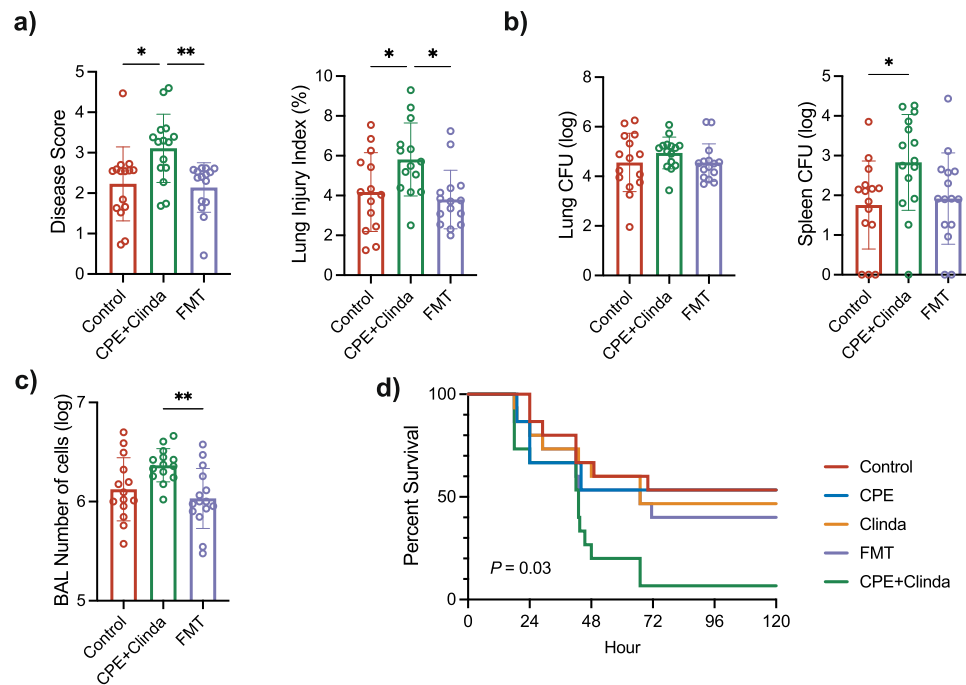 a)
b)
Disease Score
5
4
3
2
1
0
*
**
Control
CPE+Clinda
FMT
Lung Injury Index (%)
10
8
6
4
2
0
*
*
Control
CPE+Clinda
FMT
Lung CFU (log)
8
6
4
2
0
Control
CPE+Clinda
FMT
Spleen CFU (log)
5
4
3
2
1
0
*
Control
CPE+Clinda
FMT
c)
BAL Number of cells (log)
7
6
5
**
Control
CPE+Clinda
FMT
d)
Percent Survival
100
50
0
P = 0.03
0 24 48 72 96 120
Hour
Control
CPE
Clinda
FMT
CPE+Clinda